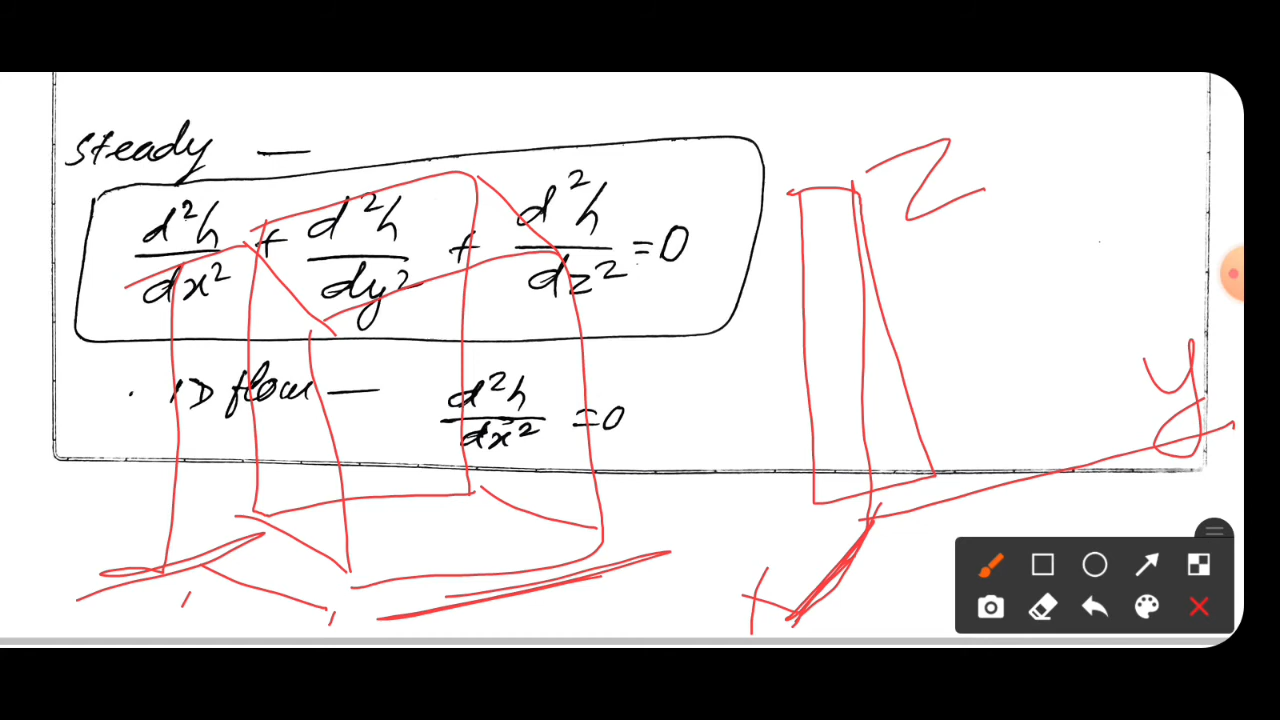 steady —
d²h/dx² + d²h/dy² + d²h/dz² = 0
. 1D flow — d²h/dx² = 0
Z
y
x